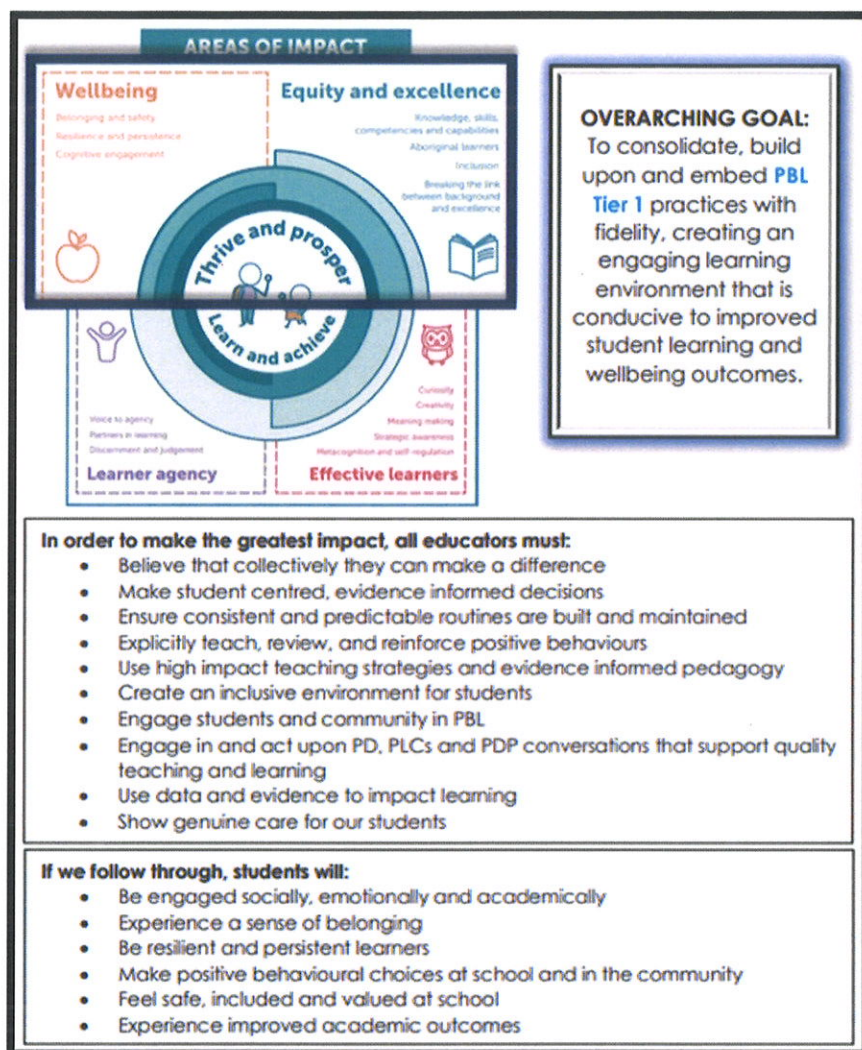 AREAS OF IMPACT
Wellbeing
Belonging and safety
Resilience and persistence
Cognitive engagement
Equity and excellence
Knowledge, skills,
competencies and capabilities
Aboriginal learners
Inclusion
Breaking the link
between background
and excellence
Thrive and prosper
Learn and achieve
Voice to agency
Partners in learning
Discernment and judgement
Learner agency
Curiosity
Creativity
Meaning making
Strategic awareness
Metacognition and self-regulation
Effective learners
OVERARCHING GOAL:
To consolidate, build
upon and embed PBL
Tier 1 practices with
fidelity, creating an
engaging learning
environment that is
conducive to improved
student learning and
wellbeing outcomes.
In order to make the greatest impact, all educators must:
• Believe that collectively they can make a difference
• Make student centred, evidence informed decisions
• Ensure consistent and predictable routines are built and maintained
• Explicitly teach, review, and reinforce positive behaviours
• Use high impact teaching strategies and evidence informed pedagogy
• Create an inclusive environment for students
• Engage students and community in PBL
• Engage in and act upon PD, PLCs and PDP conversations that support quality
teaching and learning
• Use data and evidence to impact learning
• Show genuine care for our students
If we follow through, students will:
• Be engaged socially, emotionally and academically
• Experience a sense of belonging
• Be resilient and persistent learners
• Make positive behavioural choices at school and in the community
• Feel safe, included and valued at school
• Experience improved academic outcomes